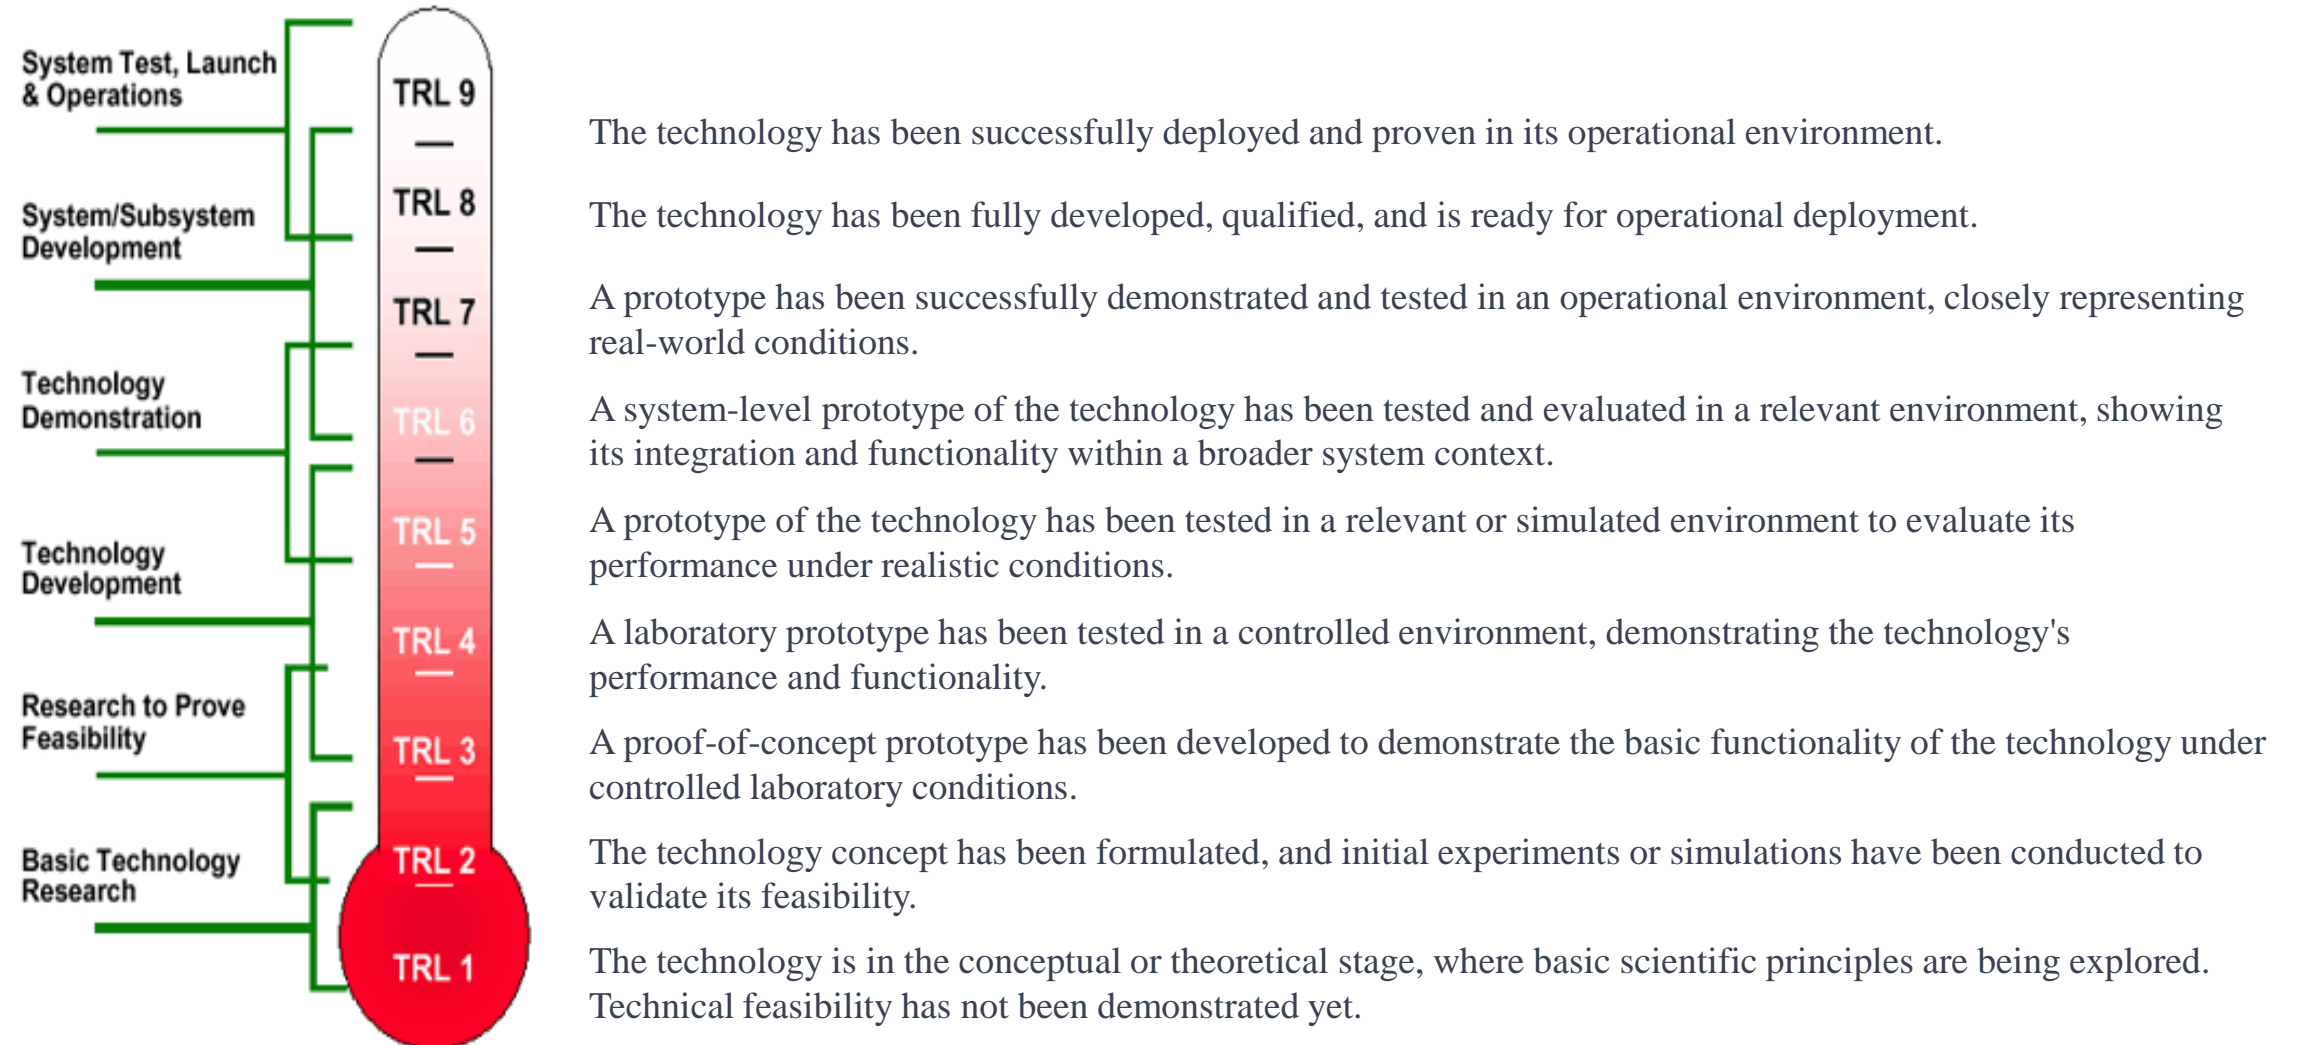 System Test, Launch
& Operations
System/Subsystem
Development
Technology
Demonstration
Technology
Development
Research to Prove
Feasibility
Basic Technology
Research
TRL 9
TRL 8
TRL 7
TRL 6
TRL 5
TRL 4
TRL 3
TRL 2
TRL 1
The technology has been successfully deployed and proven in its operational environment.
The technology has been fully developed, qualified, and is ready for operational deployment.
A prototype has been successfully demonstrated and tested in an operational environment, closely representing
real-world conditions.
A system-level prototype of the technology has been tested and evaluated in a relevant environment, showing
its integration and functionality within a broader system context.
A prototype of the technology has been tested in a relevant or simulated environment to evaluate its
performance under realistic conditions.
A laboratory prototype has been tested in a controlled environment, demonstrating the technology's
performance and functionality.
A proof-of-concept prototype has been developed to demonstrate the basic functionality of the technology under
controlled laboratory conditions.
The technology concept has been formulated, and initial experiments or simulations have been conducted to
validate its feasibility.
The technology is in the conceptual or theoretical stage, where basic scientific principles are being explored.
Technical feasibility has not been demonstrated yet.